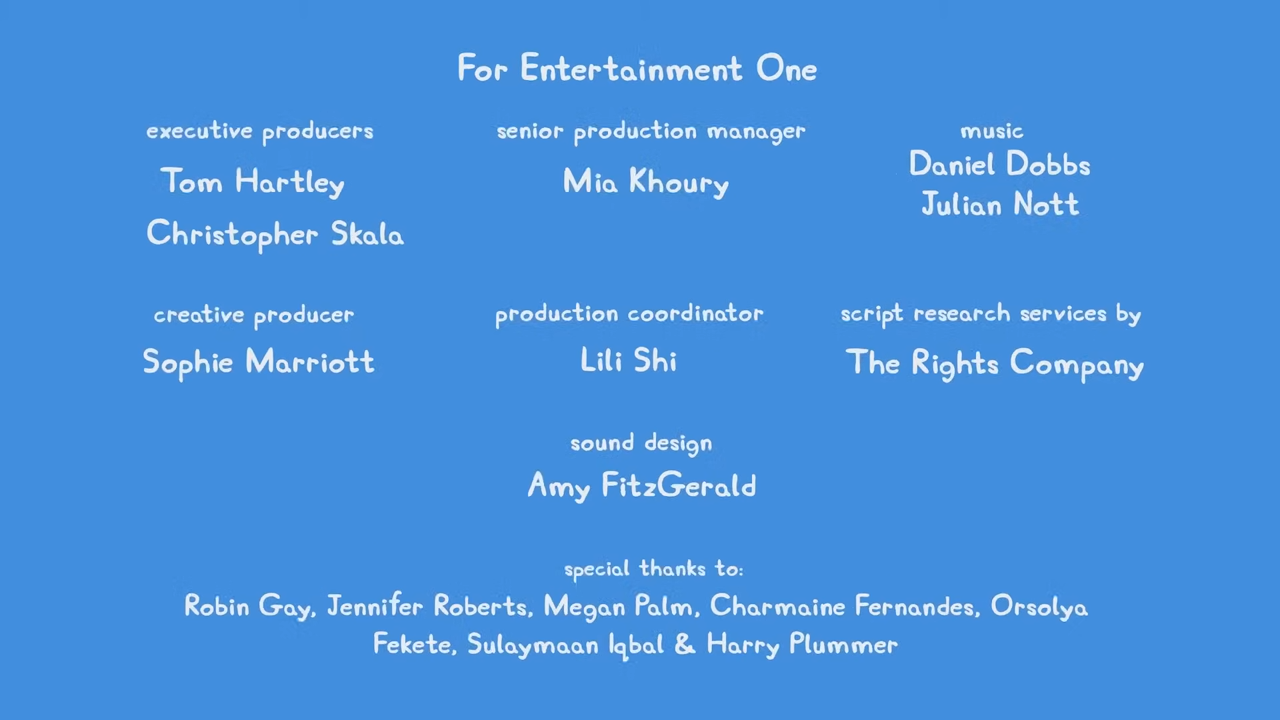 For Entertainment One
executive producers
Tom Hartley
Christopher Skala
senior production manager
Mia Khoury
music
Daniel Dobbs
Julian Nott
creative producer
Sophie Marriott
production coordinator
Lili Shi
script research services by
The Rights Company
sound design
Amy FitzGerald
special thanks to:
Robin Gay, Jennifer Roberts, Megan Palm, Charmaine Fernandes, Orsolya
Fekete, Sulaymaan Iqbal & Harry Plummer